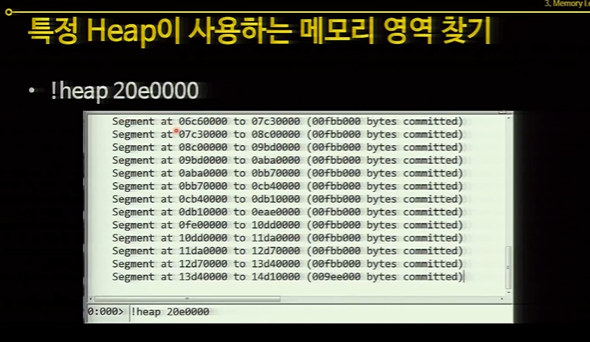 3. Memory Le
특정 Heap이 사용하는 메모리 영역 찾기
• !heap 20e0000
Segment at 06c60000 to 07c30000 (00fbb000 bytes committed)
Segment at 07c30000 to 08c00000 (00fbb000 bytes committed)
Segment at 08c00000 to 09bd0000 (00fbb000 bytes committed)
Segment at 09bd0000 to 0aba0000 (00fbb000 bytes committed)
Segment at 0aba0000 to 0bb70000 (00fbb000 bytes committed)
Segment at 0bb70000 to 0cb40000 (00fbb000 bytes committed)
Segment at 0cb40000 to 0db10000 (00fbb000 bytes committed)
Segment at 0db10000 to 0eae0000 (00fbb000 bytes committed)
Segment at 0fe00000 to 10dd0000 (00fbb000 bytes committed)
Segment at 10dd0000 to 11da0000 (00fbb000 bytes committed)
Segment at 11da0000 to 12d70000 (00fbb000 bytes committed)
Segment at 12d70000 to 13d40000 (00fbb000 bytes committed)
Segment at 13d40000 to 14d10000 (009ee000 bytes committed)
0:000> !heap 20e0000